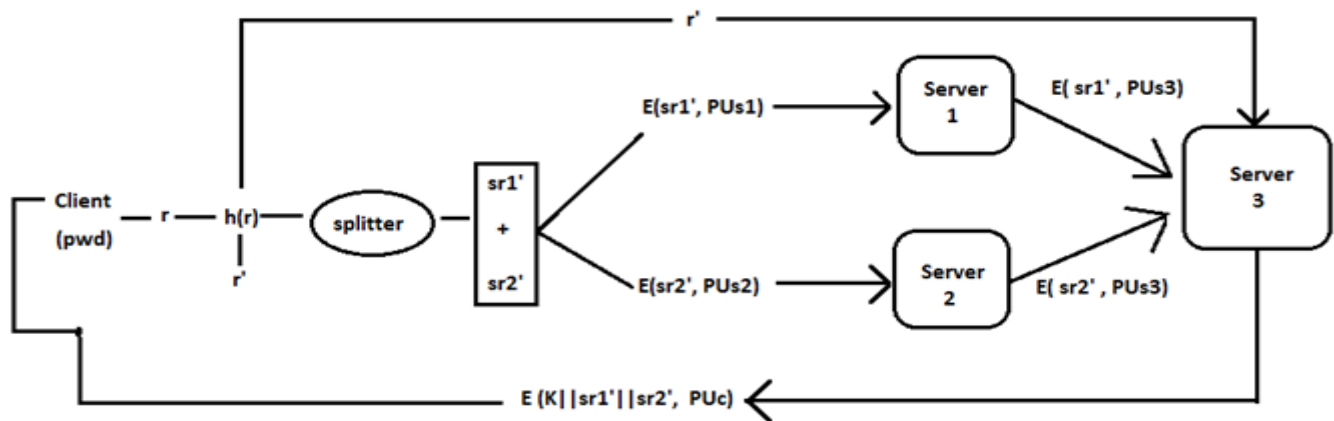 r'
Server
1
E(sr1', PUs1)
E( sr1' , PUs3)
Server
3
Client
(pwd)
r
h(r)
r'
splitter
sr1'
+
sr2'
E(sr2', PUs2)
Server
2
E( sr2' , PUs3)
E (K||sr1'||sr2', PUc)